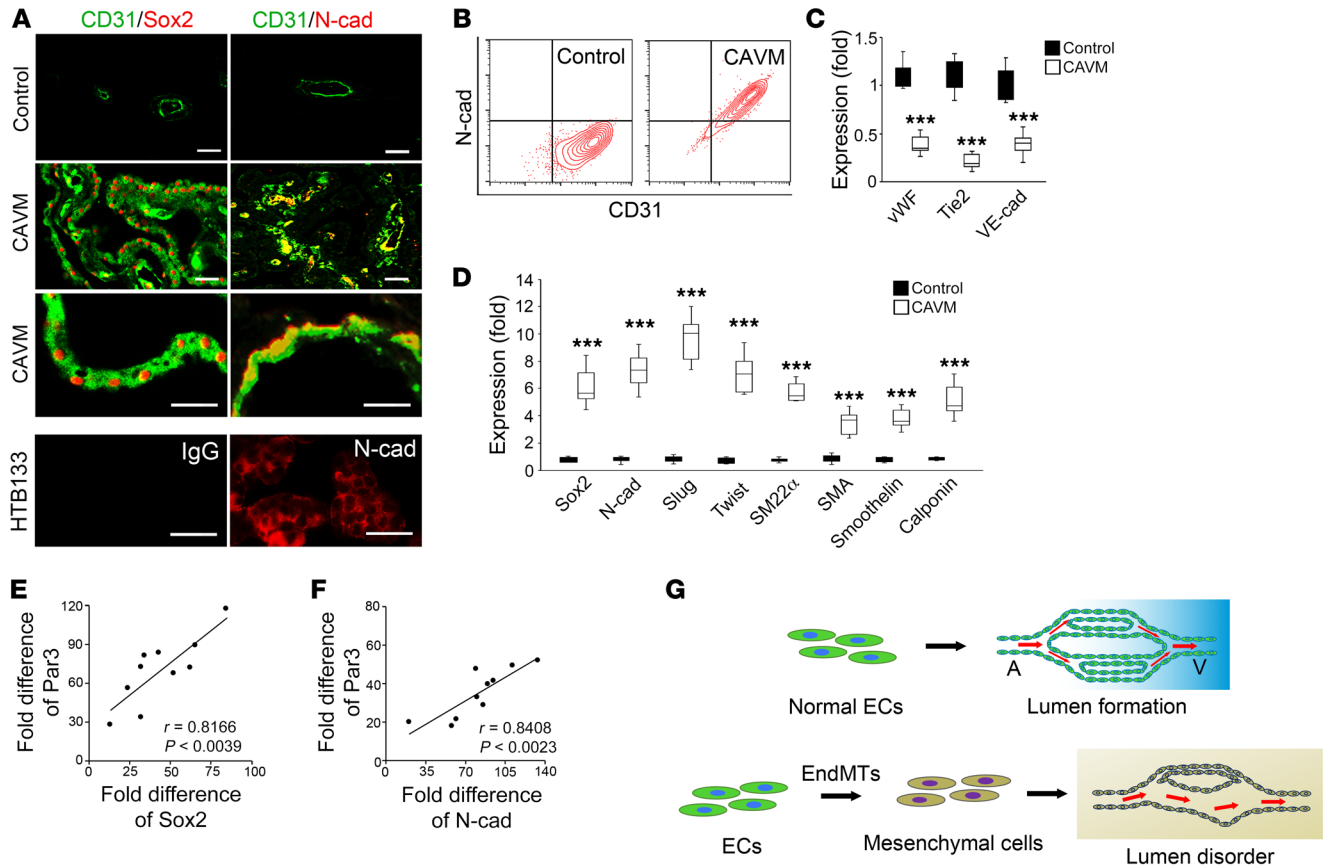 A
CD31/Sox2
CD31/N-cad
Control
CAVM
CAVM
HTB133
IgG
N-cad
B
Control
CAVM
N-cad
CD31
C
Control
CAVM
Expression (fold)
1.5
1
0.5
0
***
***
***
vWF
Tie2
VE-cad
D
Control
CAVM
Expression (fold)
14
12
10
8
6
4
2
0
***
***
***
***
***
***
***
***
Sox2
N-cad
Slug
Twist
SM22α
SMA
Smoothelin
Calponin
E
Fold difference
of Par3
120
90
60
30
0
r = 0.8166
P < 0.0039
0
25
50
75
100
Fold difference
of Sox2
F
Fold difference
of Par3
80
60
40
20
0
r = 0.8408
P < 0.0023
0
35
70
105
140
Fold difference
of N-cad
G
A
V
Normal ECs
Lumen formation
EndMTs
ECs
Mesenchymal cells
Lumen disorder